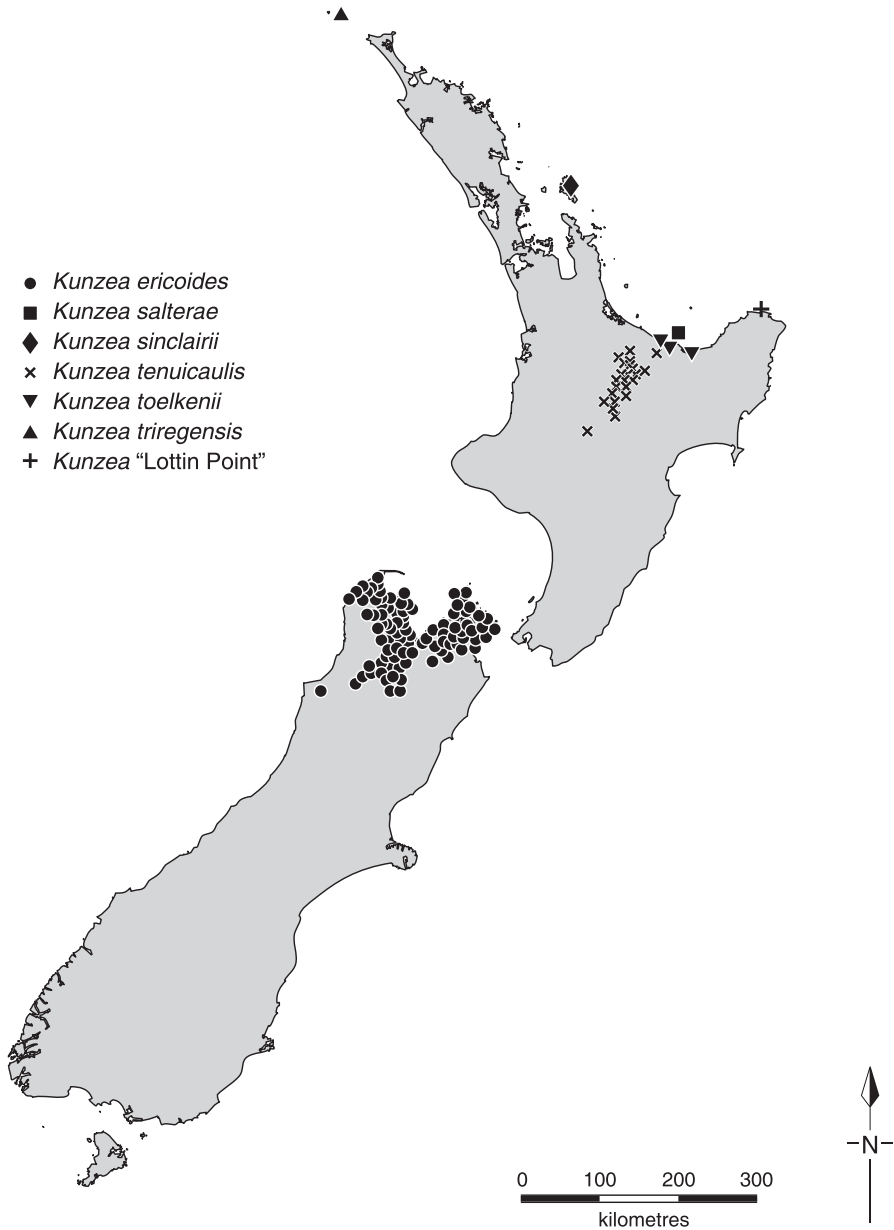 Kunzea ericoides
Kunzea salterae
Kunzea sinclairii
Kunzea tenuicaulis
Kunzea toelkenii
Kunzea triregensis
Kunzea “Lottin Point”
N
0 100 200 300
kilometres